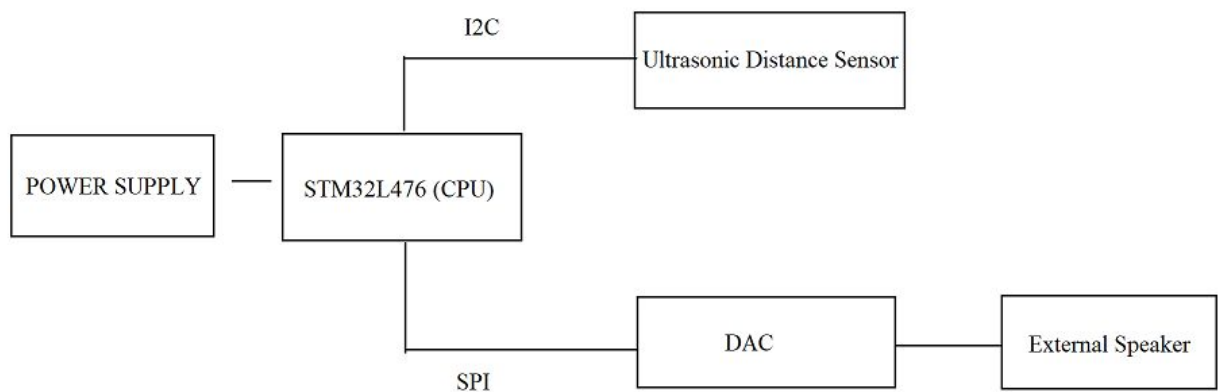 I2C
Ultrasonic Distance Sensor
POWER SUPPLY
STM32L476 (CPU)
DAC
External Speaker
SPI